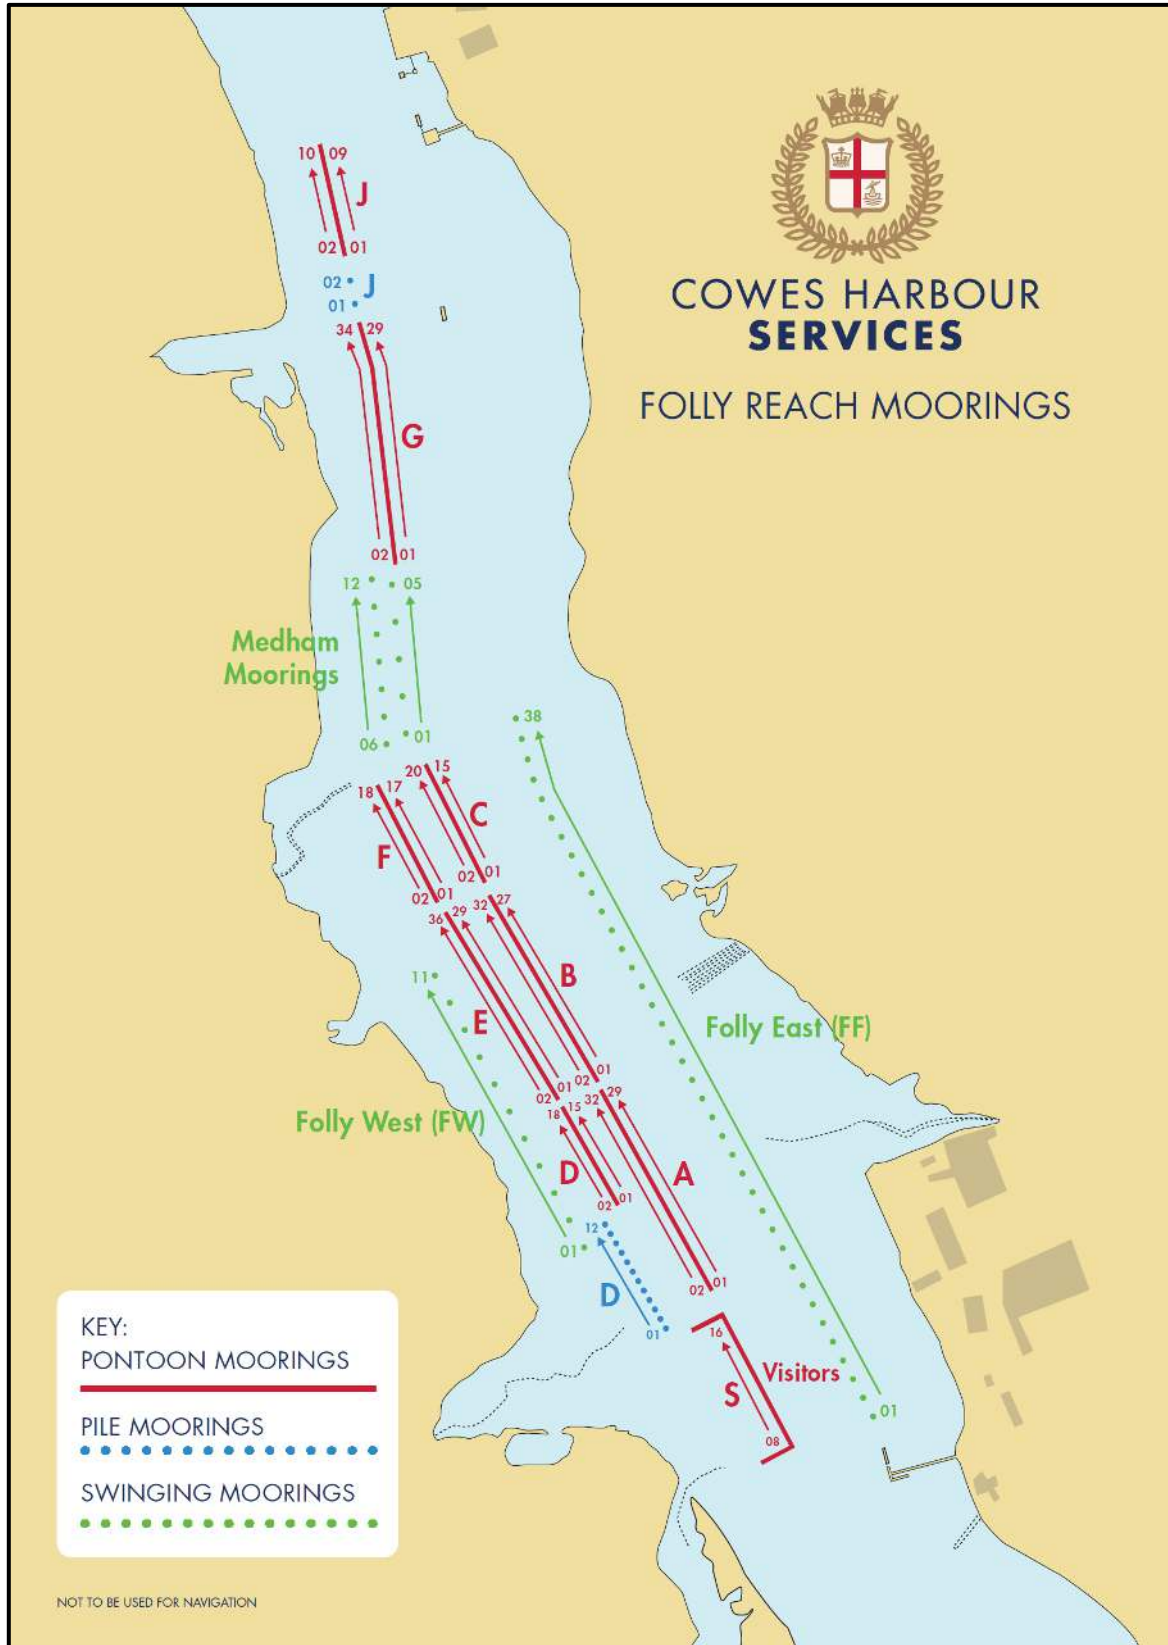 COWES HARBOUR
SERVICES
FOLLY REACH MOORINGS
10 09
J
02 01
02 J
01
34 29
G
02 01
12 05
Medham
Moorings
06 01
38
20 15
18 17
C
F
02 01
02 01
32 27
36 29
11
B
E
Folly East (FF)
02 01
02 01
32 29
18 15
Folly West (FW)
D
A
02 01
12
01
02 01
D
01
16
Visitors
S
08
01
KEY:
PONTOON MOORINGS
PILE MOORINGS
SWINGING MOORINGS
NOT TO BE USED FOR NAVIGATION